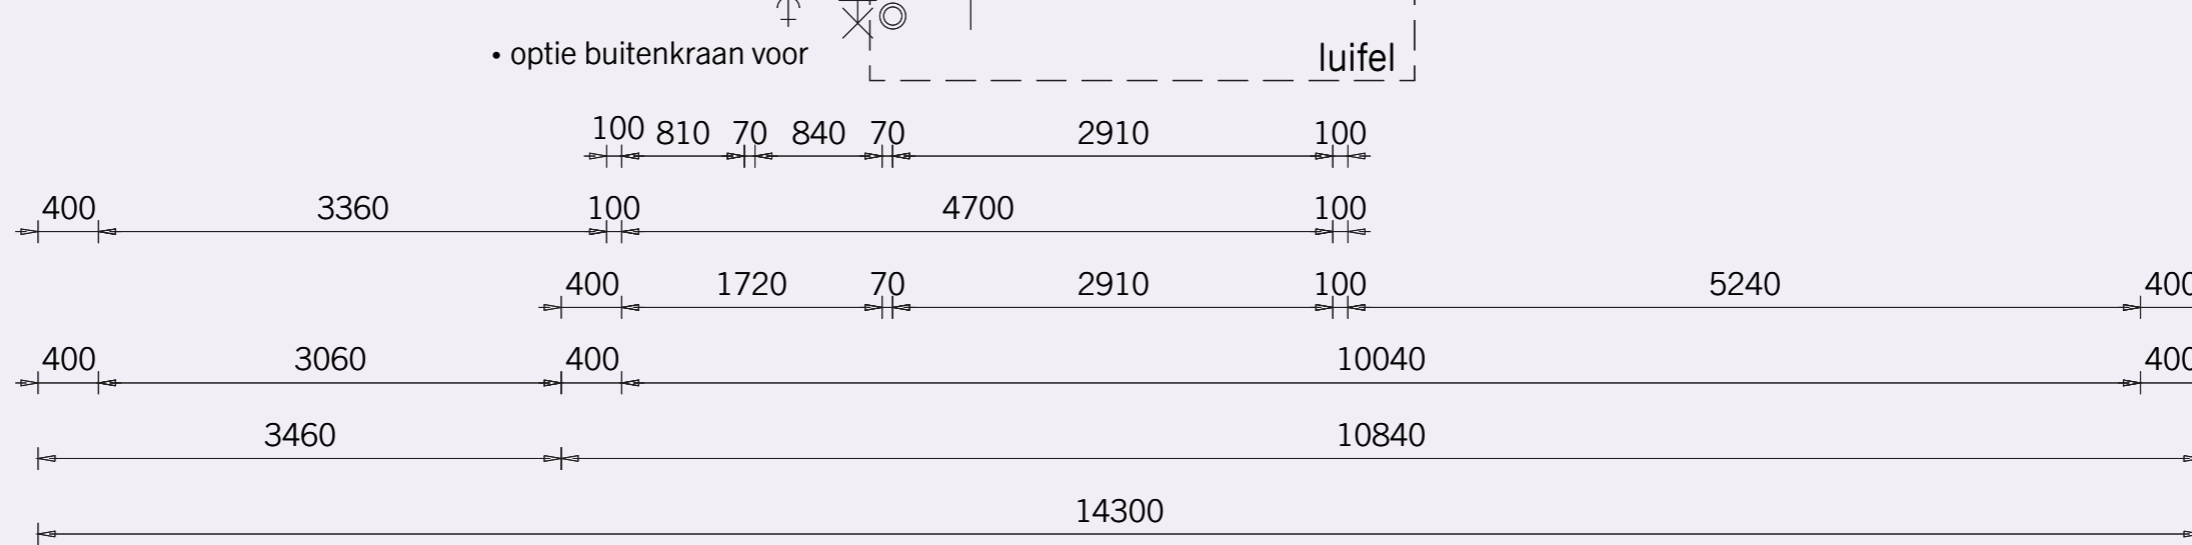 • optie buitenkraan voor
luifel
100 810 70 840 70 2910 100
400 3360 100 4700 100
400 1720 70 2910 100 5240 400
400 3060 400 10040 400
3460 10840
14300